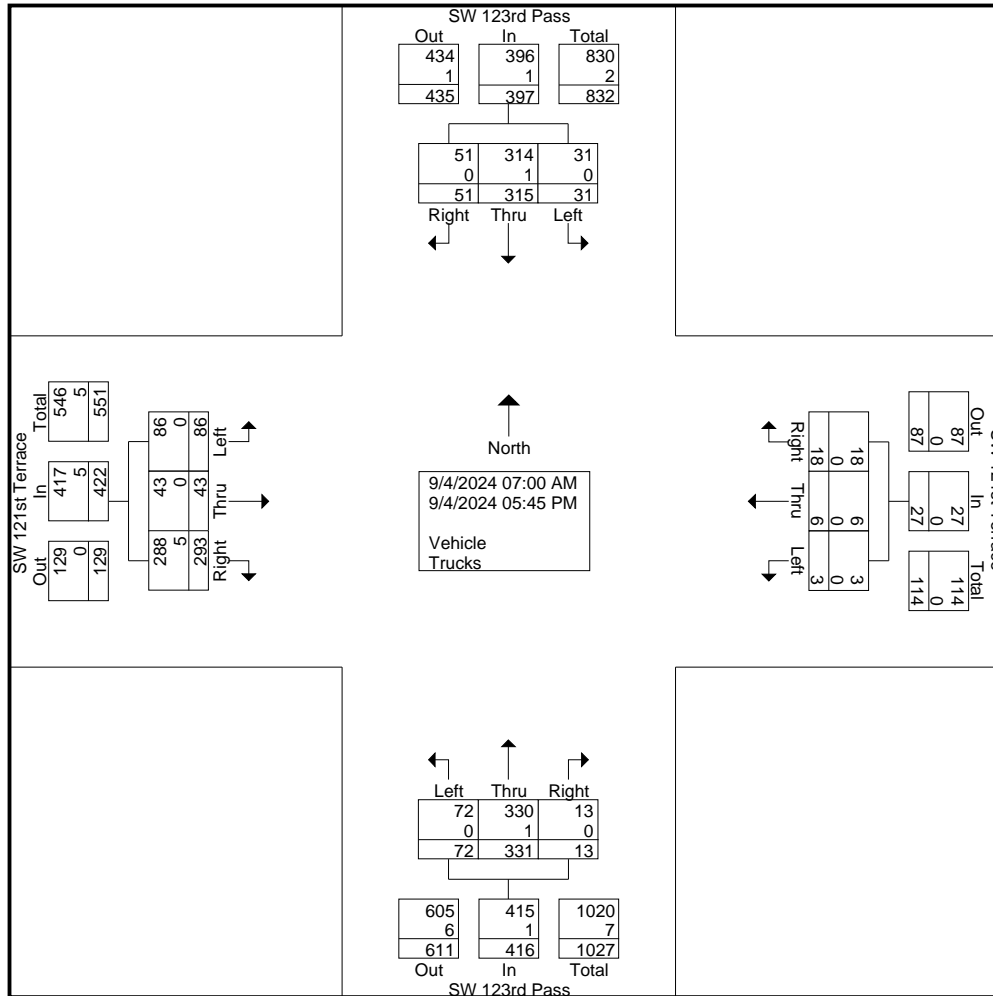 SW 123rd Pass
Out In Total
434 396 830
1 1 2
435 397 832
51 314 31
0 1 0
51 315 31
Right Thru Left
SW 121st Terrace
Total
546 5 551
In
417 5 422
Out
129 0 129
Left
86 0 86
Thru
43 0 43
Right
288 5 293
North
9/4/2024 07:00 AM
9/4/2024 05:45 PM
Vehicle
Trucks
Right
18 0 18
Thru
6 0 6
Left
3 0 3
Out
87 0 87
In
27 0 27
Total
114 0 114
Left Thru Right
72 330 13
0 1 0
72 331 13
605 415 1020
6 1 7
611 416 1027
Out In Total
SW 123rd Pass